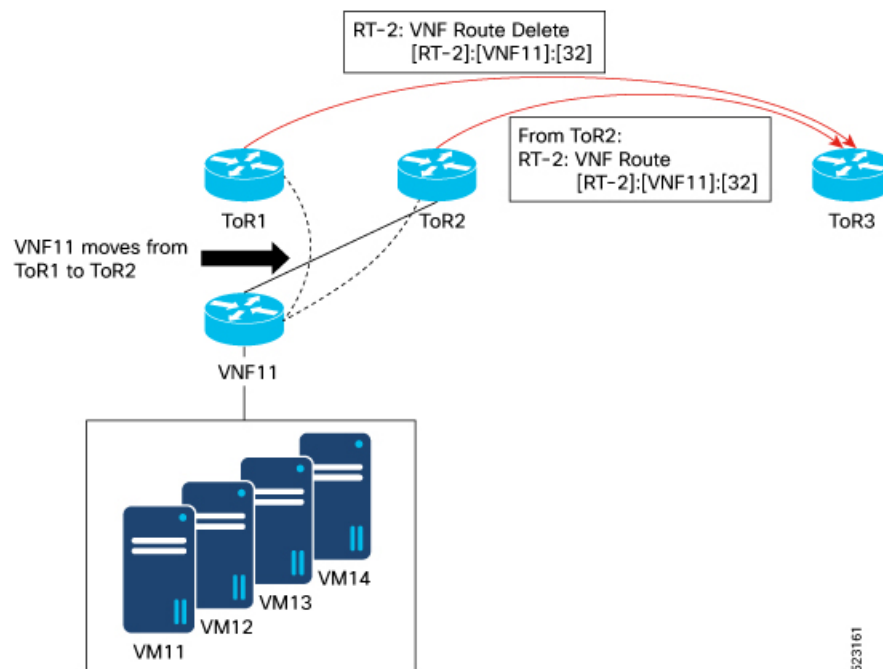 RT-2: VNF Route Delete
[RT-2]:[VNF11]:[32]
From ToR2:
RT-2: VNF Route
[RT-2]:[VNF11]:[32]
ToR1
ToR2
ToR3
VNF11 moves from
ToR1 to ToR2
VNF11
VM14
VM13
VM12
VM11
523161